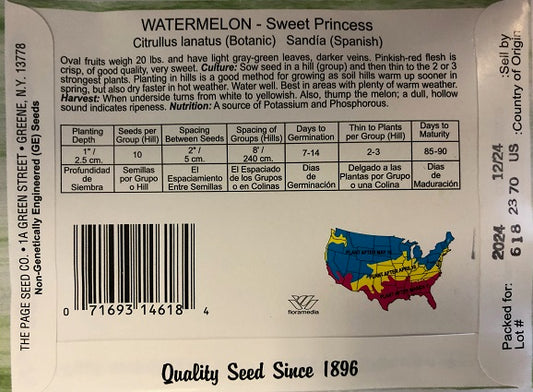 WATERMELON - Sweet Princess
Citrullus lanatus (Botanic) Sandía (Spanish)
Oval fruits weigh 20 lbs. and have light gray-green leaves, darker veins. Pinkish-red flesh is
crisp, of good quality, very sweet. Culture: Sow seed in a hill (group) and then thin to the 2 or 3
strongest plants. Planting in hills is a good method for growing as soil hills warm up sooner in
spring, but also dry faster in hot weather. Water well. Best in areas with plenty of warm weather.
Harvest: When underside turns from white to yellowish. Also, thump the melon; a dull, hollow
sound indicates ripeness. Nutrition: A source of Potassium and Phosphorous.
Planting Depth Seeds per Group (Hill) Spacing Between Seeds Spacing of Groups (Hills) Days to Germination Thin to Plants per Group (Hill) Days to Maturity
1"/ 2.5 cm. 10 2"/ 5 cm. 8'/ 240 cm. 7-14 2-3 85-90
Profundidad de Siembra Semillas por Grupo o Hill El Espaciamiento Entre Semillas El Espaciado de los Grupos o en Colinas Dias de Germinación Delgado a las Plantas por Grupo o una Colina Dias de Maduración
0 71693 14618 4
floramedia
PLANT AFTER MAY
PLANT AFTER APRIL
PLANT AFTER MARCH
Quality Seed Since 1896
THE PAGE SEED CO. • 1A GREEN STREET • GREENE, N.Y. 13778
Non-Genetically Engineered (GE) Seeds
Packed for: 2024 12/24 :Sell by
Lot # 618 23 70 US :Country of Origin